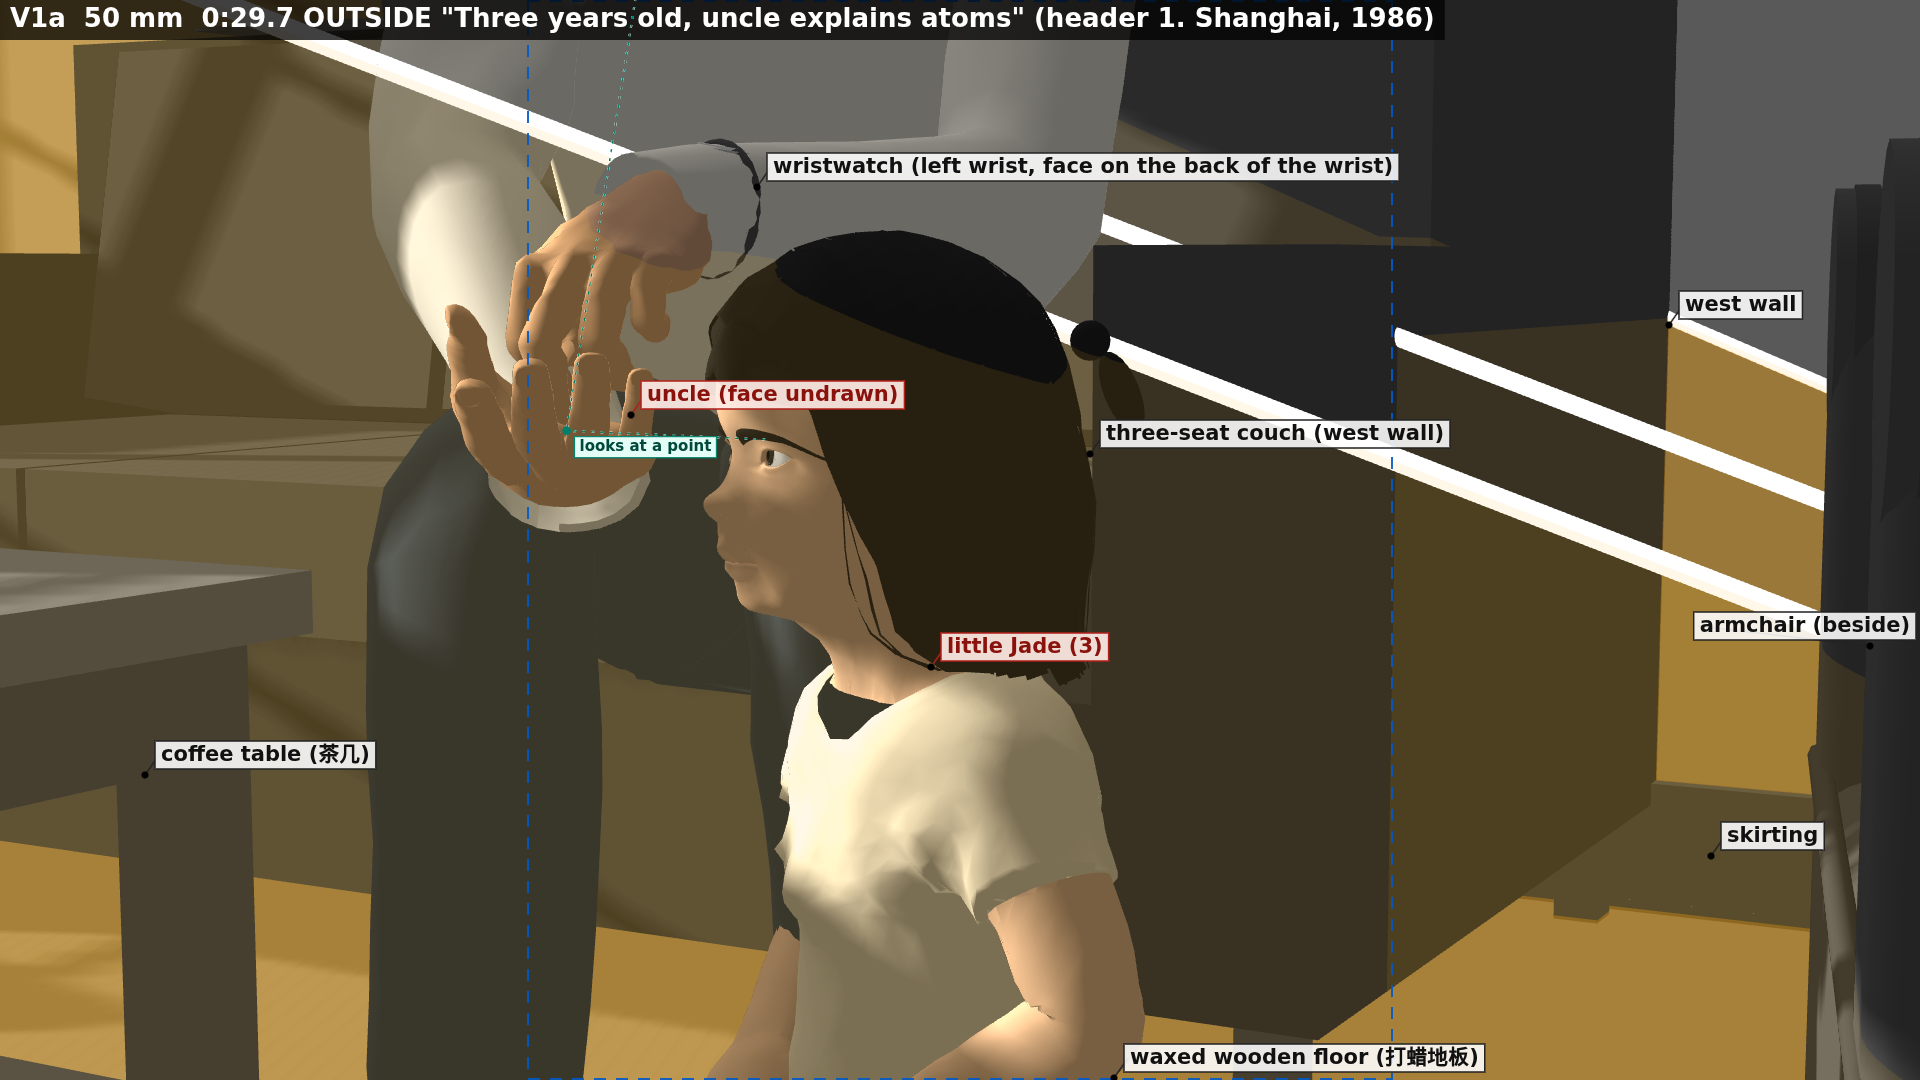 V1a 50 mm 0:29.7 OUTSIDE "Three years old, uncle explains atoms" (header 1. Shanghai, 1986)
wristwatch (left wrist, face on the back of the wrist)
west wall
uncle (face undrawn)
three-seat couch (west wall)
looks at a point
armchair (beside)
little Jade (3)
coffee table (茶几)
skirting
waxed wooden floor (打蜡地板)